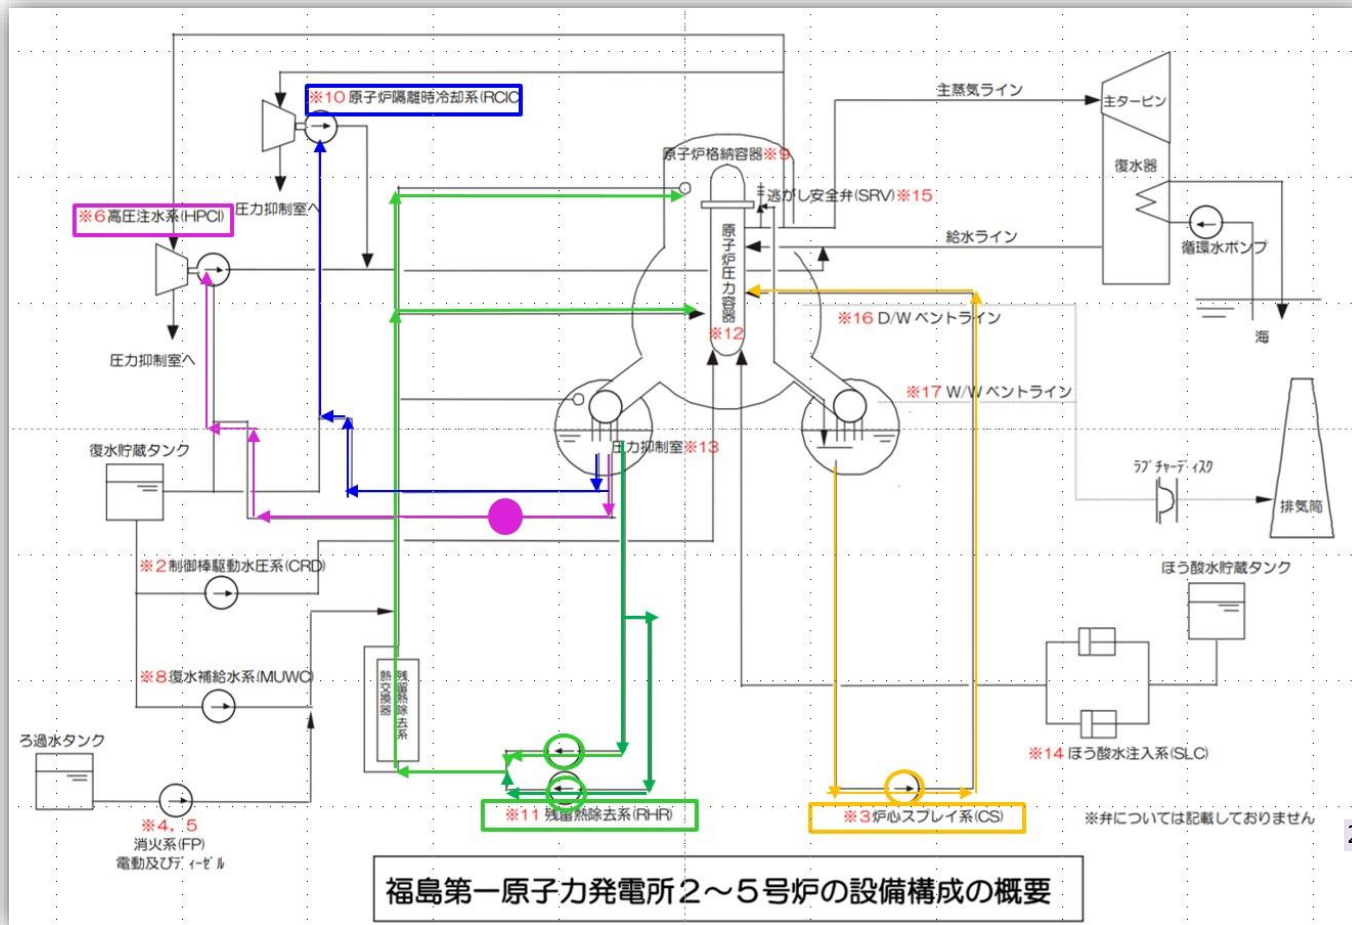 ※10 原子炉隔離時冷却系(RCIC
主蒸気ライン
主タービン
原子炉格納容器※9
復水器
逃がし安全弁(SRV)※15
※6高圧注水系(HPCI)
圧力抑制室へ
原子炉圧力容器
※12
給水ライン
循環水ポンプ
海
※16 D/W ベントライン
圧力抑制室へ
※17 W/W ベントライン
圧力抑制室※13
復水貯蔵タンク
ラプチャーディスク
排気筒
※2 制御棒駆動水圧系(CRD)
ほう酸水貯蔵タンク
※8復水補給水系(MUWC)
残留熱除去系
熱交換器
ろ過水タンク
※14 ほう酸水注入系(SLC)
※11 残留熱除去系(RHR)
※3炉心スプレイ系(CS)
※弁については記載しておりません
※4，5
消火系(FP)
電動及びディーゼル
福島第一原子力発電所２～５号炉の設備構成の概要